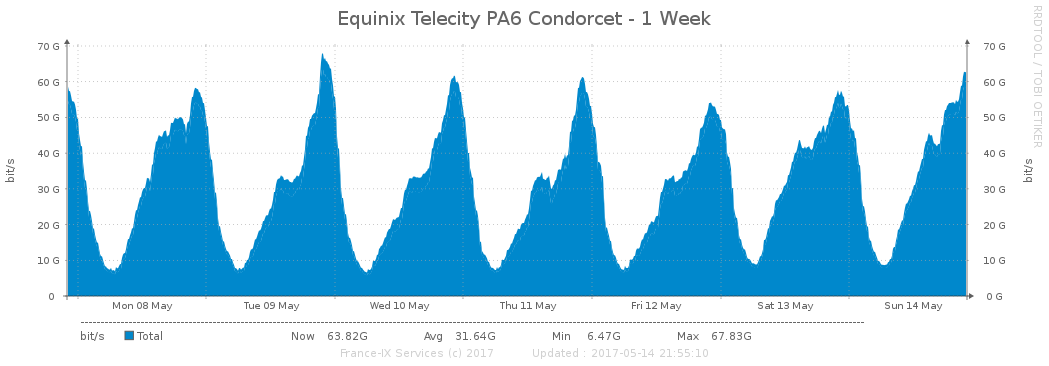 Equinix Telecity PA6 Condorcet - 1 Week
RRDTOOL / TOBI OETIKER
bit/s
70 G
60 G
50 G
40 G
30 G
20 G
10 G
0
70 G
60 G
50 G
40 G
30 G
20 G
10 G
0 G
bit/s
Mon 08 May Tue 09 May Wed 10 May Thu 11 May Fri 12 May Sat 13 May Sun 14 May
bit/s Total Now 63.82G Avg 31.64G Min 6.47G Max 67.83G
France-IX Services (c) 2017 Updated : 2017-05-14 21:55:10